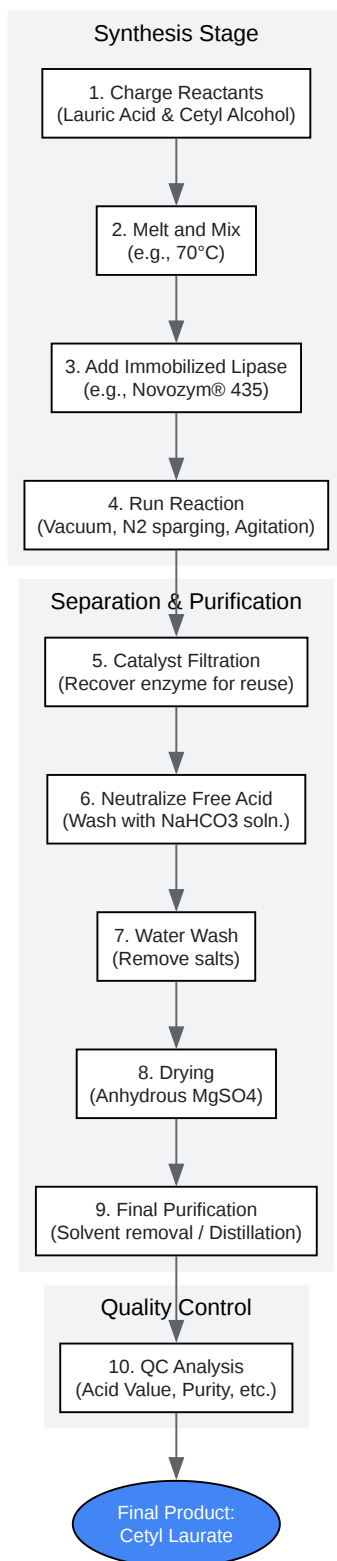 Synthesis Stage
1. Charge Reactants
(Lauric Acid & Cetyl Alcohol)
2. Melt and Mix
(e.g., 70°C)
3. Add Immobilized Lipase
(e.g., Novozym® 435)
4. Run Reaction
(Vacuum, N2 sparging, Agitation)
Separation & Purification
5. Catalyst Filtration
(Recover enzyme for reuse)
6. Neutralize Free Acid
(Wash with NaHCO3 soln.)
7. Water Wash
(Remove salts)
8. Drying
(Anhydrous MgSO4)
9. Final Purification
(Solvent removal / Distillation)
Quality Control
10. QC Analysis
(Acid Value, Purity, etc.)
Final Product:
Cetyl Laurate